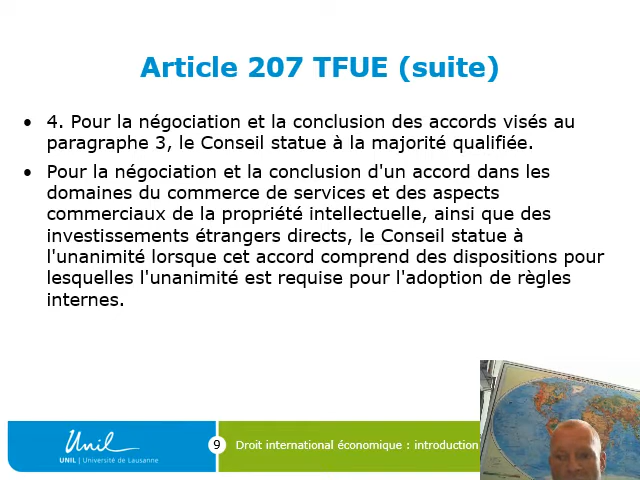 Article 207 TFUE (suite)
• 4. Pour la négociation et la conclusion des accords visés au
paragraphe 3, le Conseil statue à la majorité qualifiée.
• Pour la négociation et la conclusion d'un accord dans les
domaines du commerce de services et des aspects
commerciaux de la propriété intellectuelle, ainsi que des
investissements étrangers directs, le Conseil statue à
l'unanimité lorsque cet accord comprend des dispositions pour
lesquelles l'unanimité est requise pour l'adoption de règles
internes.
Unil
UNIL | Université de Lausanne
9
Droit international économique : introduction